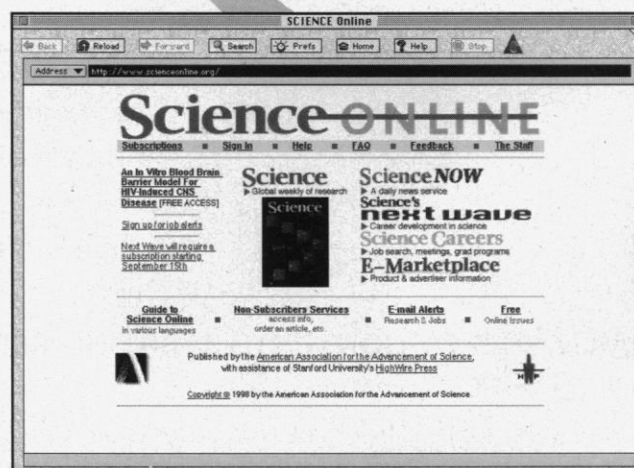 SCIENCE Online
Back Reload Forward Search Prefs Home Help Stop
Address http://www.scienceonline.org/
Science ONLINE
Subscriptions ■ Sign In ■ Help ■ FAQ ■ Feedback ■ The Staff
An In Vitro Blood Brain
Barrier Model For
HIV-Induced CNS
Disease [FREE ACCESS]
Sign up for job alerts
Next Wave will require a
subscription starting
September 15th
Science
▶ Global weekly of research
Science
Science NOW
▶ A daily news service
Science's
next wave
▶ Career development in science
Science Careers
▶ Job search, meetings, grad programs
E-Marketplace
▶ Product & advertiser information
Guide to
Science Online
in various languages
■
Non-Subscribers Services
access info,
order an article, etc.
■
E-mail Alerts
Research & Jobs
■
Free
Online Issues
Published by the American Association for the Advancement of Science,
with assistance of Stanford University's HighWire Press
H P
Copyright © 1998 by the American Association for the Advancement of Science